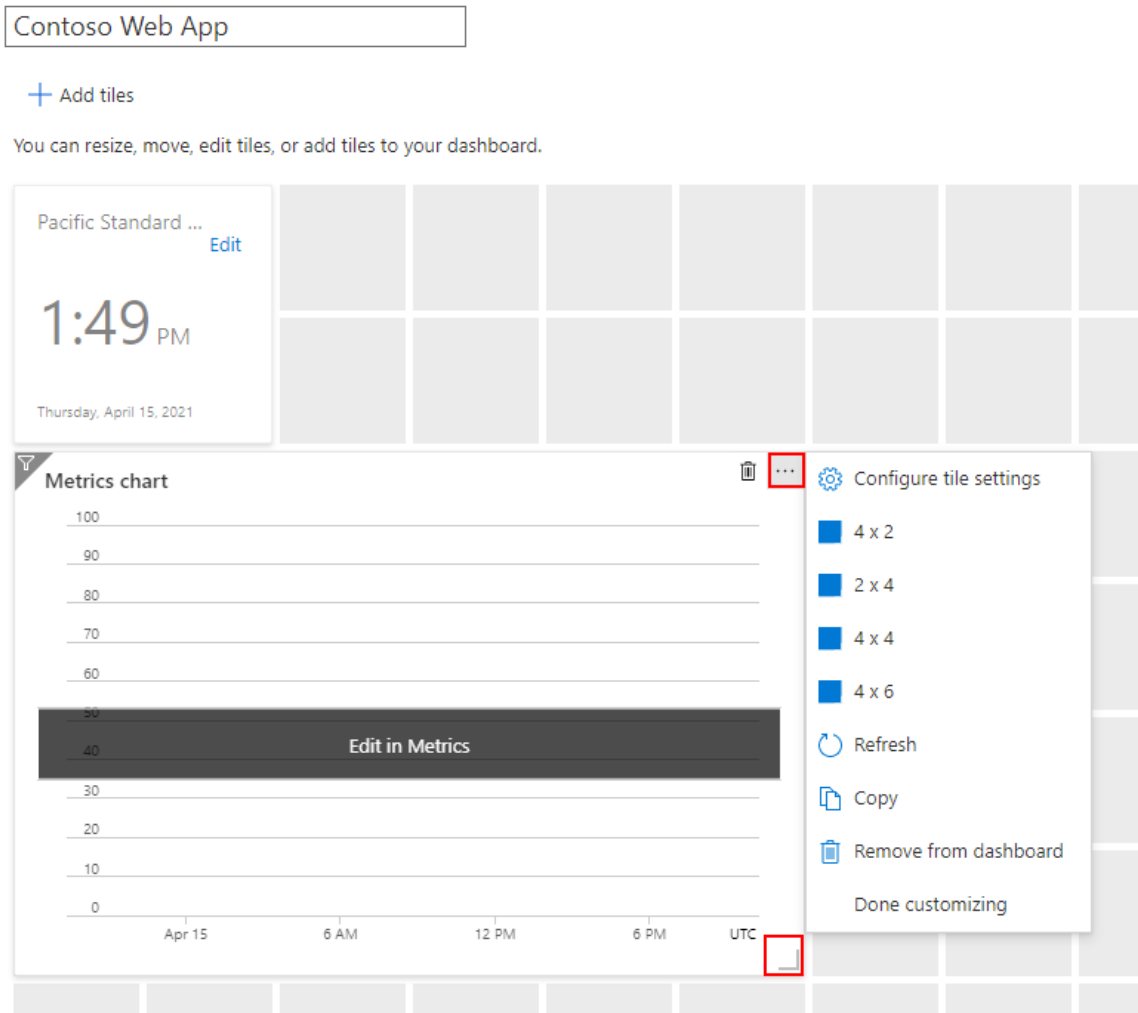 Contoso Web App
Add tiles
You can resize, move, edit tiles, or add tiles to your dashboard.
Pacific Standard ...
Edit
1:49 PM
Thursday, April 15, 2021
Metrics chart
...
100
90
80
70
60
50
40
Edit in Metrics
30
20
10
0
Apr 15 6 AM 12 PM 6 PM UTC
Configure tile settings
4 x 2
2 x 4
4 x 4
4 x 6
Refresh
Copy
Remove from dashboard
Done customizing